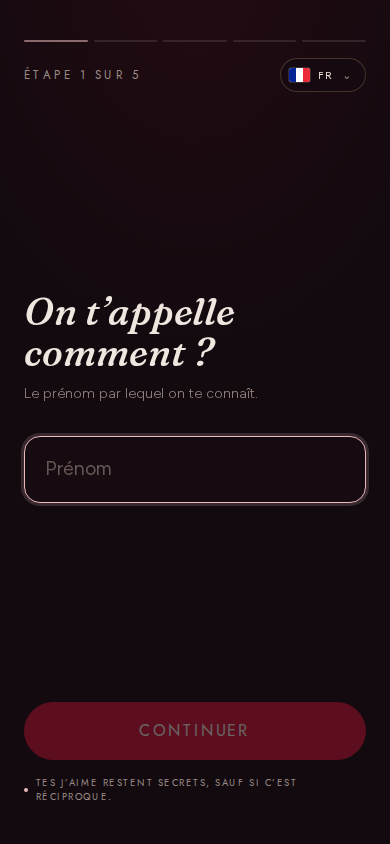 ÉTAPE 1 SUR 5
FR
On t’appelle
comment ?
Le prénom par lequel on te connaît.
Prénom
CONTINUER
TES J’AIME RESTENT SECRETS, SAUF SI C’EST
RÉCIPROQUE.